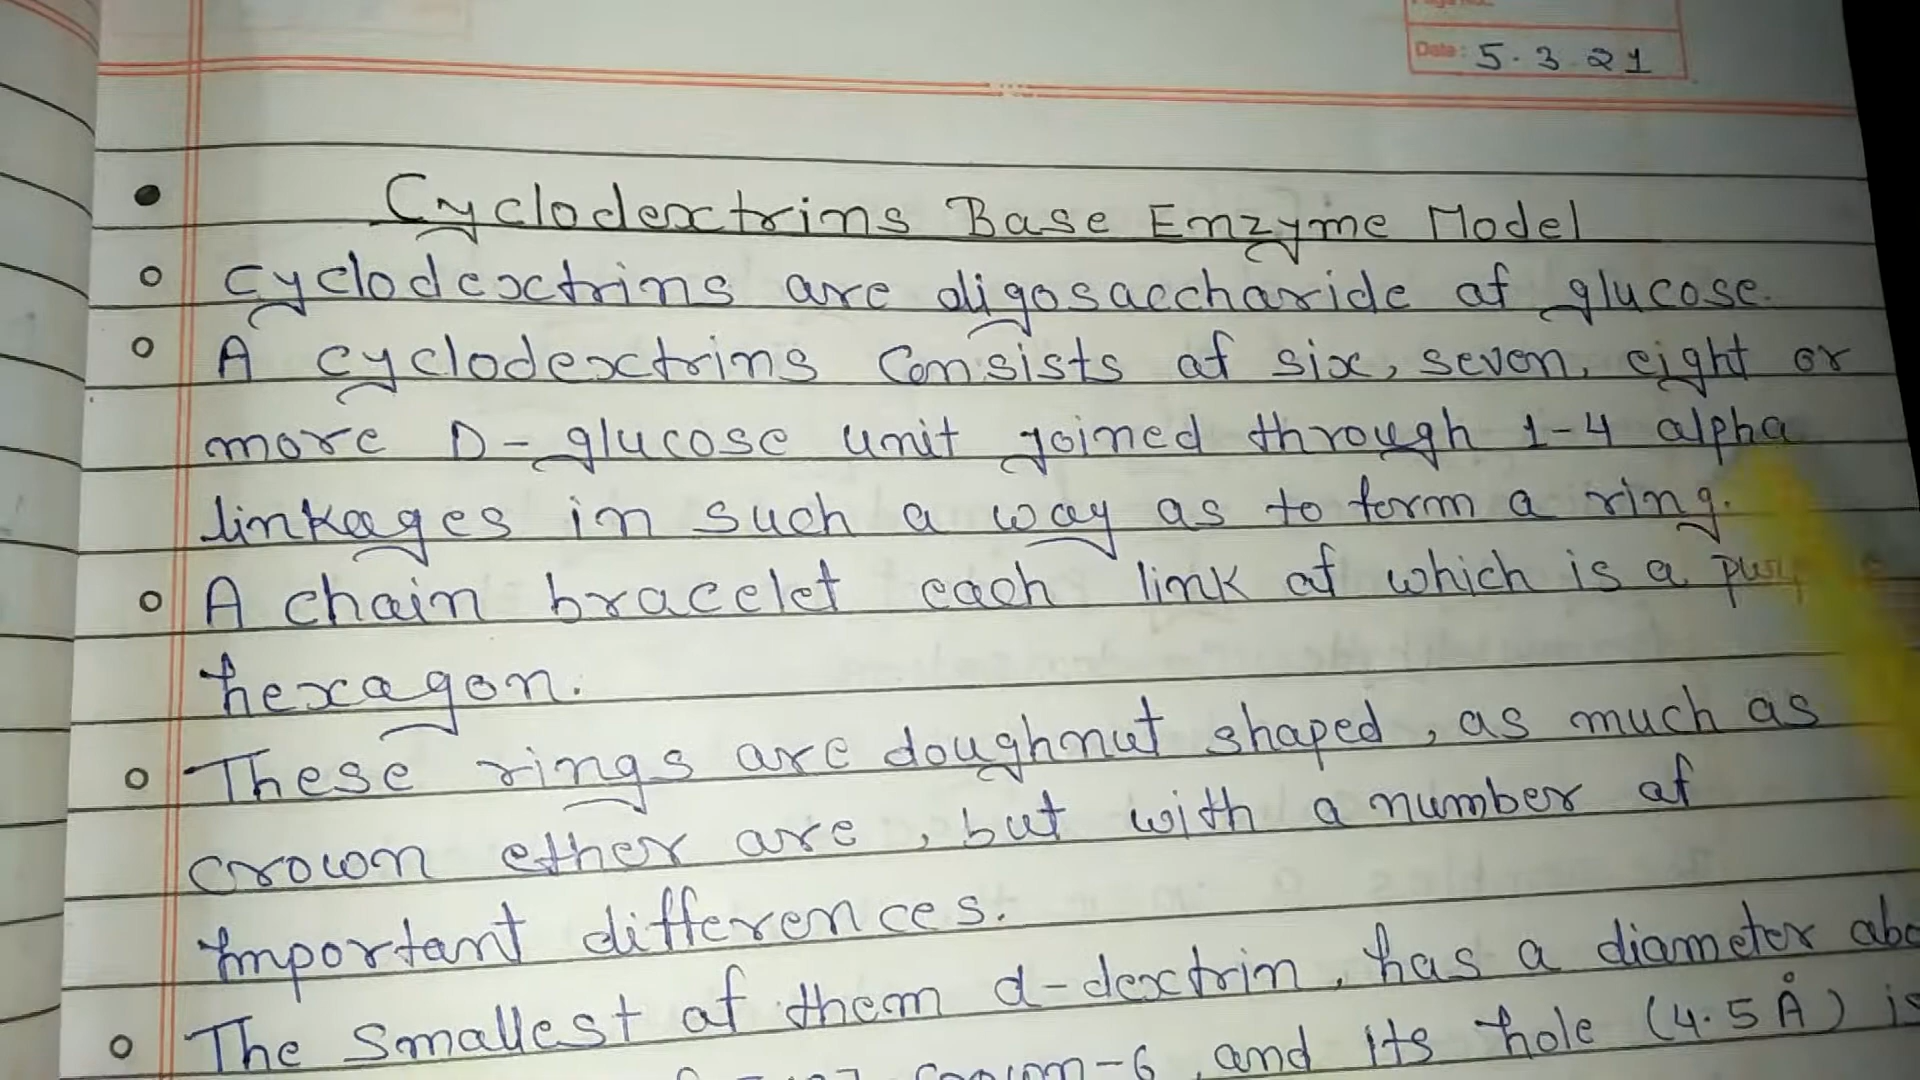 Date: 5.3.21
Cyclodextrins Base Enzyme Model
Cyclodextrins are oligosaccharide of glucose.
A cyclodextrins Consists of six, seven, eight or
more D-glucose unit joined through 1-4 alpha
linkages in such a way as to form a ring.
A chain bracelet each link of which is a
hexagon.
These rings are doughnut shaped, as much as
crown ether are, but with a number of
Important differences.
The Smallest of them α-dextrin, has a diameter
crown-6, and its hole (4.5 Å) is